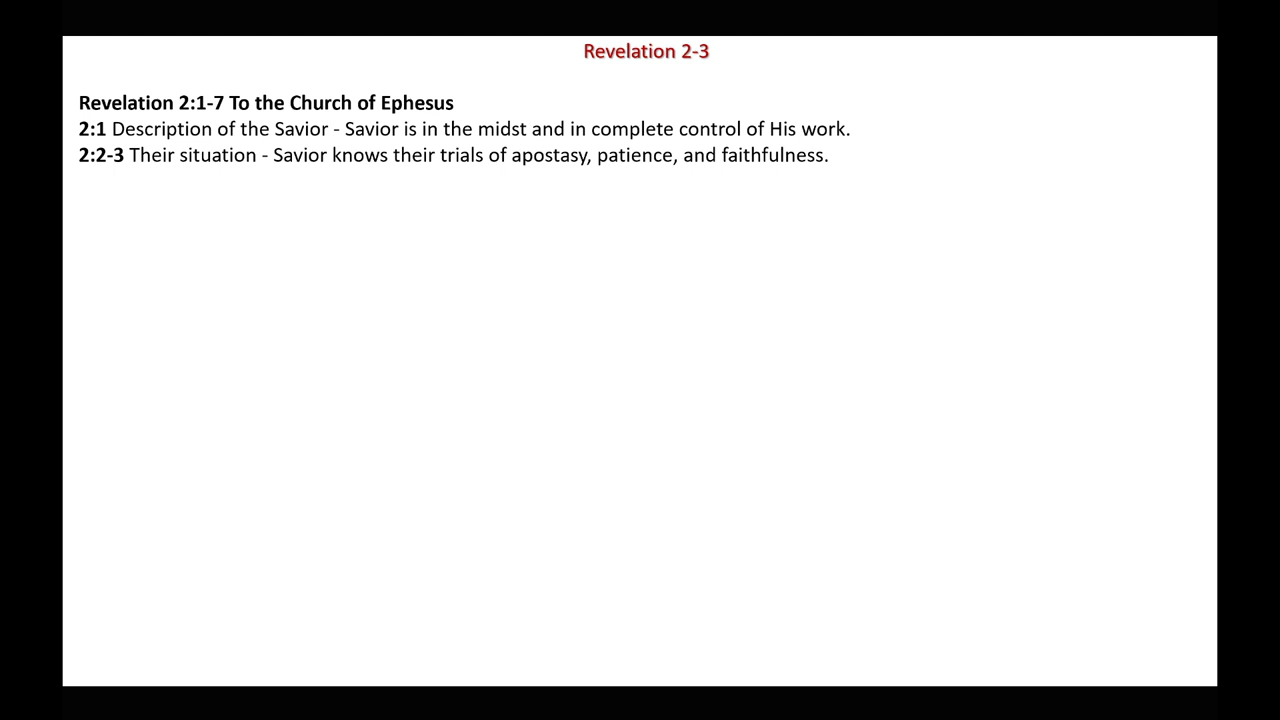 Revelation 2-3
Revelation 2:1-7 To the Church of Ephesus
2:1 Description of the Savior - Savior is in the midst and in complete control of His work.
2:2-3 Their situation - Savior knows their trials of apostasy, patience, and faithfulness.